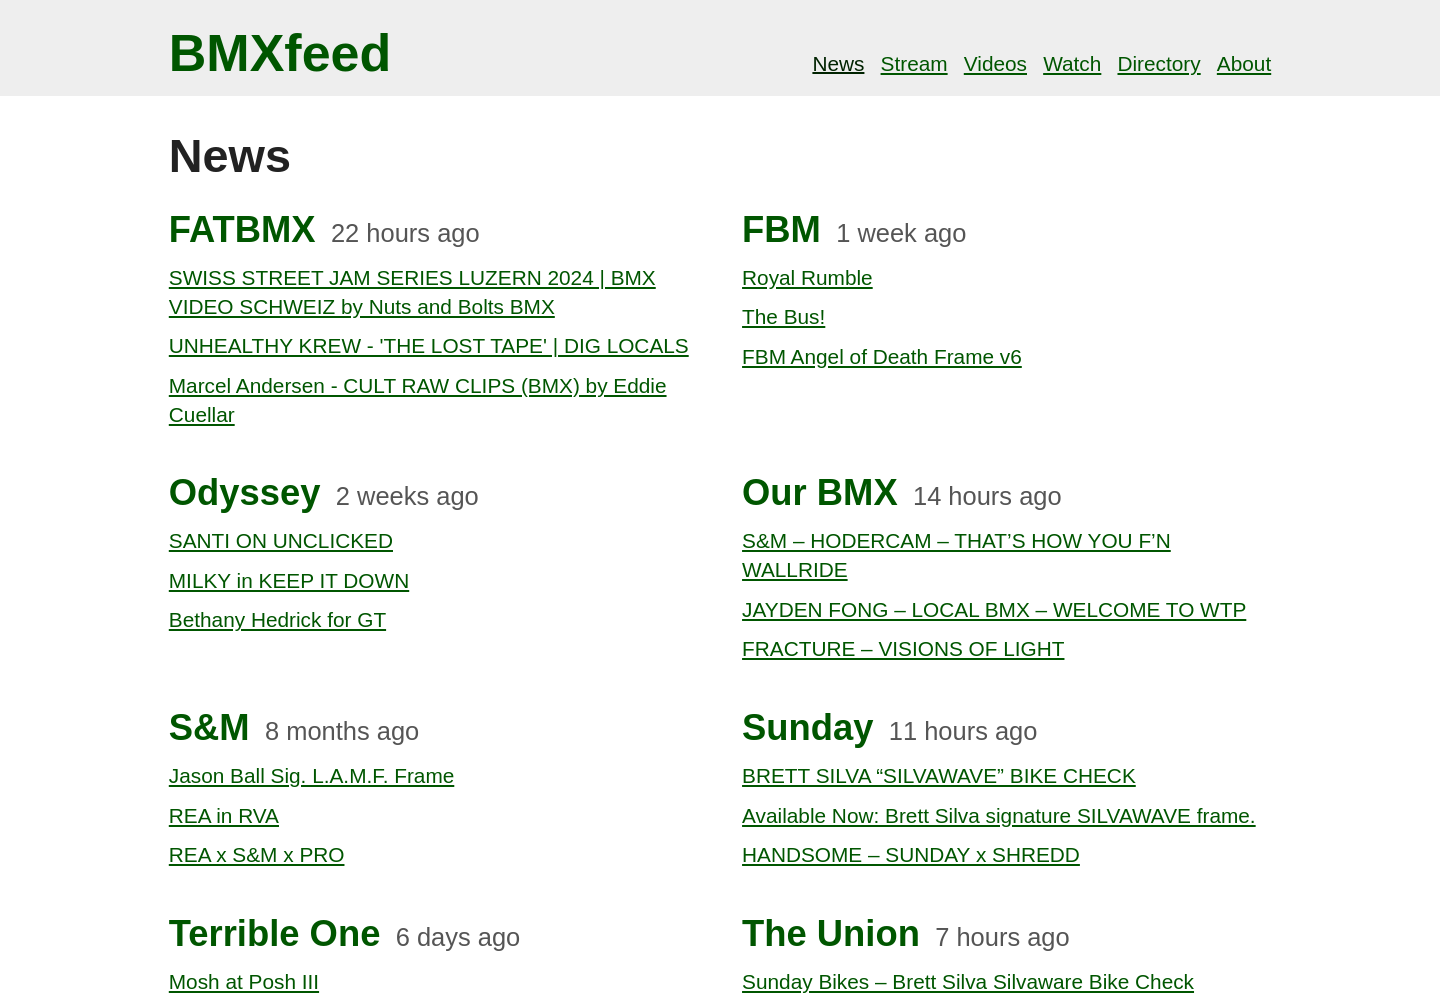 BMXfeed
News Stream Videos Watch Directory About
News
FATBMX 22 hours ago
SWISS STREET JAM SERIES LUZERN 2024 | BMX
VIDEO SCHWEIZ by Nuts and Bolts BMX
UNHEALTHY KREW - 'THE LOST TAPE' | DIG LOCALS
Marcel Andersen - CULT RAW CLIPS (BMX) by Eddie
Cuellar
FBM 1 week ago
Royal Rumble
The Bus!
FBM Angel of Death Frame v6
Odyssey 2 weeks ago
SANTI ON UNCLICKED
MILKY in KEEP IT DOWN
Bethany Hedrick for GT
Our BMX 14 hours ago
S&M – HODERCAM – THAT’S HOW YOU F’N
WALLRIDE
JAYDEN FONG – LOCAL BMX – WELCOME TO WTP
FRACTURE – VISIONS OF LIGHT
S&M 8 months ago
Jason Ball Sig. L.A.M.F. Frame
REA in RVA
REA x S&M x PRO
Sunday 11 hours ago
BRETT SILVA “SILVAWAVE” BIKE CHECK
Available Now: Brett Silva signature SILVAWAVE frame.
HANDSOME – SUNDAY x SHREDD
Terrible One 6 days ago
Mosh at Posh III
The Union 7 hours ago
Sunday Bikes – Brett Silva Silvaware Bike Check